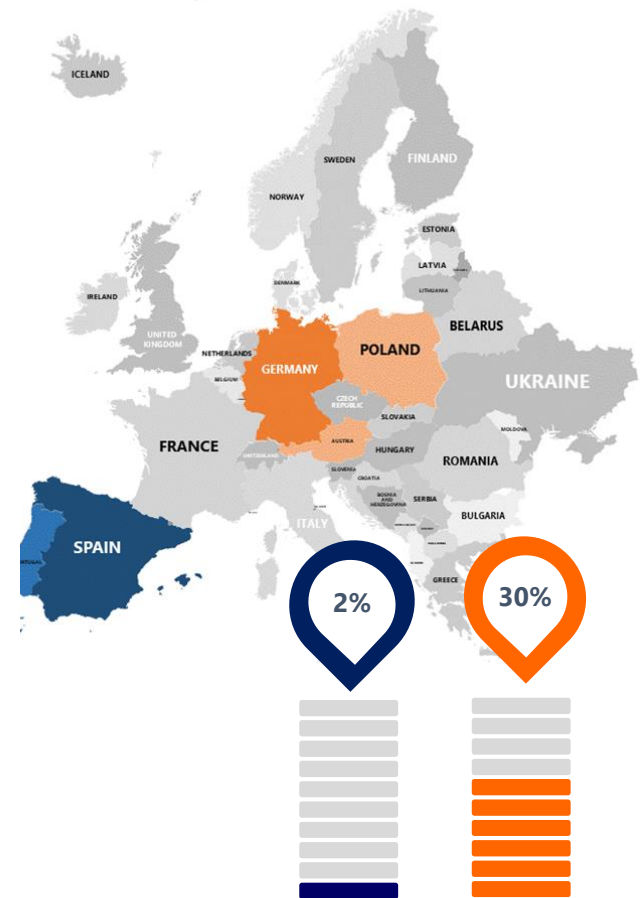 ICELAND
FINLAND
SWEDEN
NORWAY
ESTONIA
LATVIA
LITHUANIA
DENMARK
IRELAND
UNITED
KINGDOM
NETHERLANDS
BELGIUM
GERMANY
POLAND
BELARUS
UKRAINE
CZECH
REPUBLIC
SLOVAKIA
MOLDOVA
FRANCE
SWITZERLAND
AUSTRIA
HUNGARY
ROMANIA
SLOVENIA
CROATIA
BOSNIA
AND
HERZEGOVINA
SERBIA
ITALY
BULGARIA
SPAIN
GREECE
2%
30%